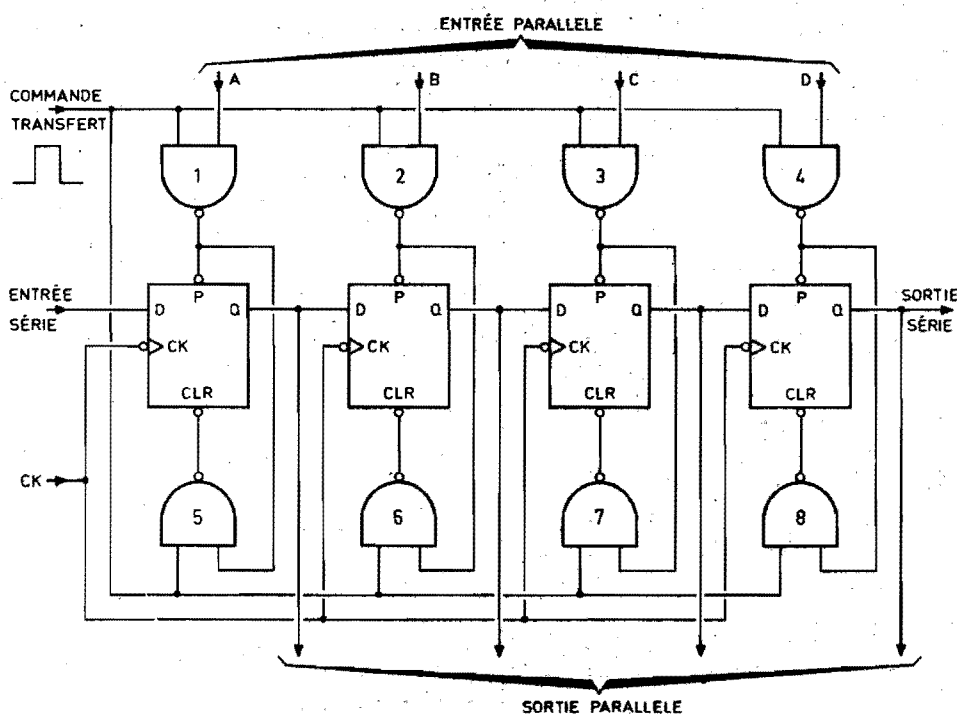 ENTRÉE PARALLELE
A
B
C
D
COMMANDE
TRANSFERT
1
2
3
4
ENTRÉE
SÉRIE
P
D
Q
CK
CLR
P
D
Q
CK
CLR
P
D
Q
CK
CLR
P
D
Q
CK
CLR
SORTIE
SÉRIE
CK
5
6
7
8
SORTIE PARALLELE